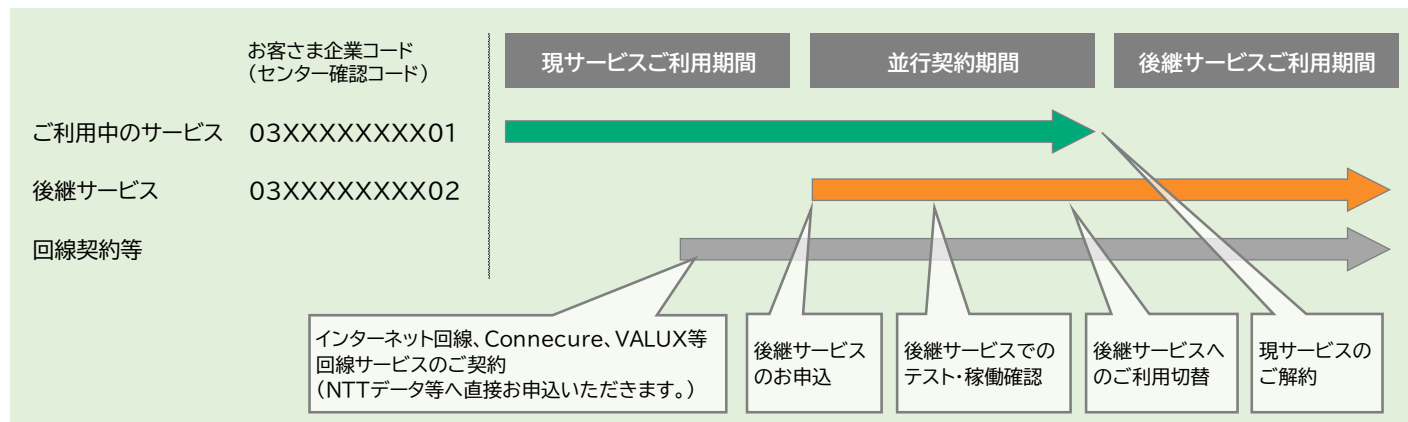 お客さま企業コード
（センター確認コード）
現サービスご利用期間
並行契約期間
後継サービスご利用期間
ご利用中のサービス 03XXXXXXXX01
後継サービス 03XXXXXXXX02
回線契約等
インターネット回線、Connecure、VALUX等
回線サービスのご契約
（NTTデータ等へ直接お申込いただきます。）
後継サービス
のお申込
後継サービスでの
テスト・稼働確認
後継サービスへ
のご利用切替
現サービスの
ご解約